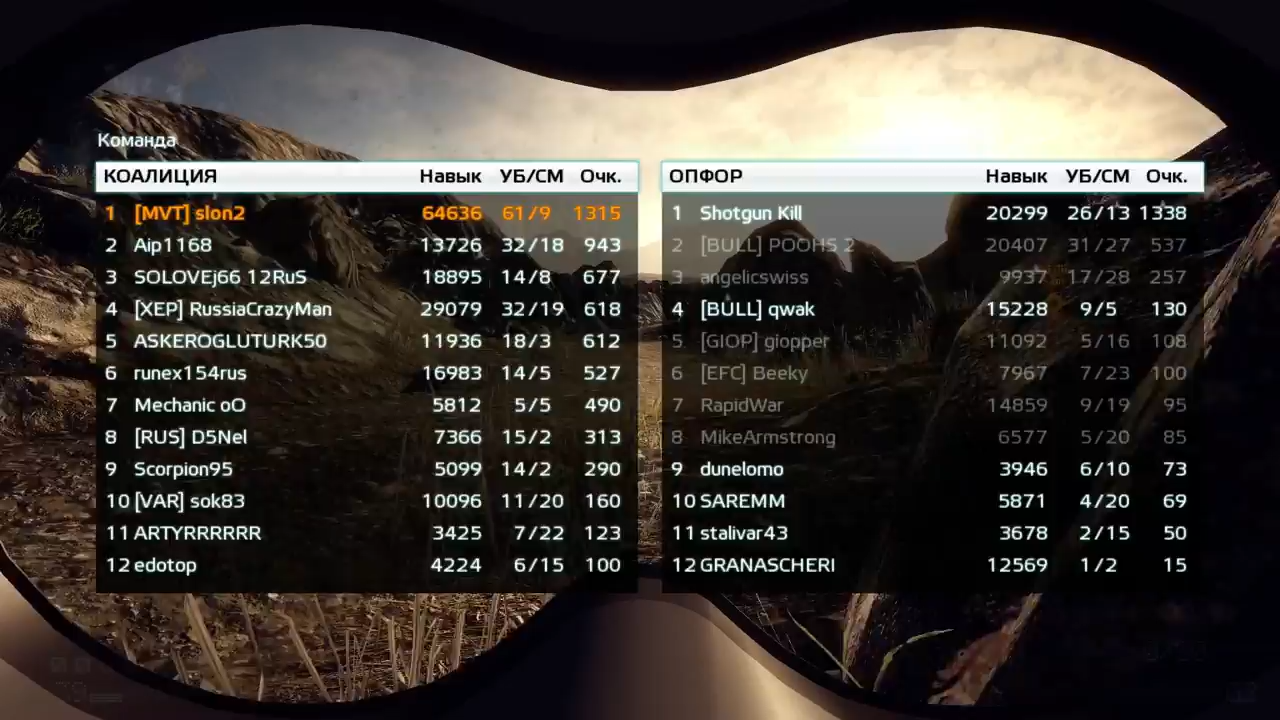 Команда
КОАЛИЦИЯ Навык УБ/СМ Очк.
1 [MVT] slon2 64636 61/9 1315
2 Aip1168 13726 32/18 943
3 SOLOVEj66 12RuS 18895 14/8 677
4 [XEP] RussiaCrazyMan 29079 32/19 618
5 ASKEROGLUTURK50 11936 18/3 612
6 runex154rus 16983 14/5 527
7 Mechanic oO 5812 5/5 490
8 [RUS] D5Nel 7366 15/2 313
9 Scorpion95 5099 14/2 290
10 [VAR] sok83 10096 11/20 160
11 ARTYRRRRRR 3425 7/22 123
12 edotop 4224 6/15 100
ОПФОР Навык УБ/СМ Очк.
1 Shotgun Kill 20299 26/13 1338
2 [BULL] POOHS 2 20407 31/27 537
3 angelicswiss 9937 17/28 257
4 [BULL] qwak 15228 9/5 130
5 [GIOP] giopper 11092 5/16 108
6 [EFC] Beeky 7967 7/23 100
7 RapidWar 14859 9/19 95
8 MikeArmstrong 6577 5/20 85
9 dunelomo 3946 6/10 73
10 SAREMM 5871 4/20 69
11 stalivar43 3678 2/15 50
12 GRANASCHERI 12569 1/2 15